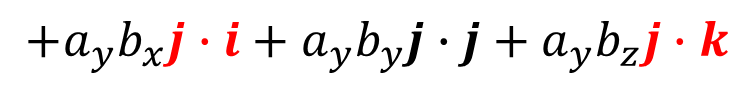 +a_y b_x j · i + a_y b_y j · j + a_y b_z j · k